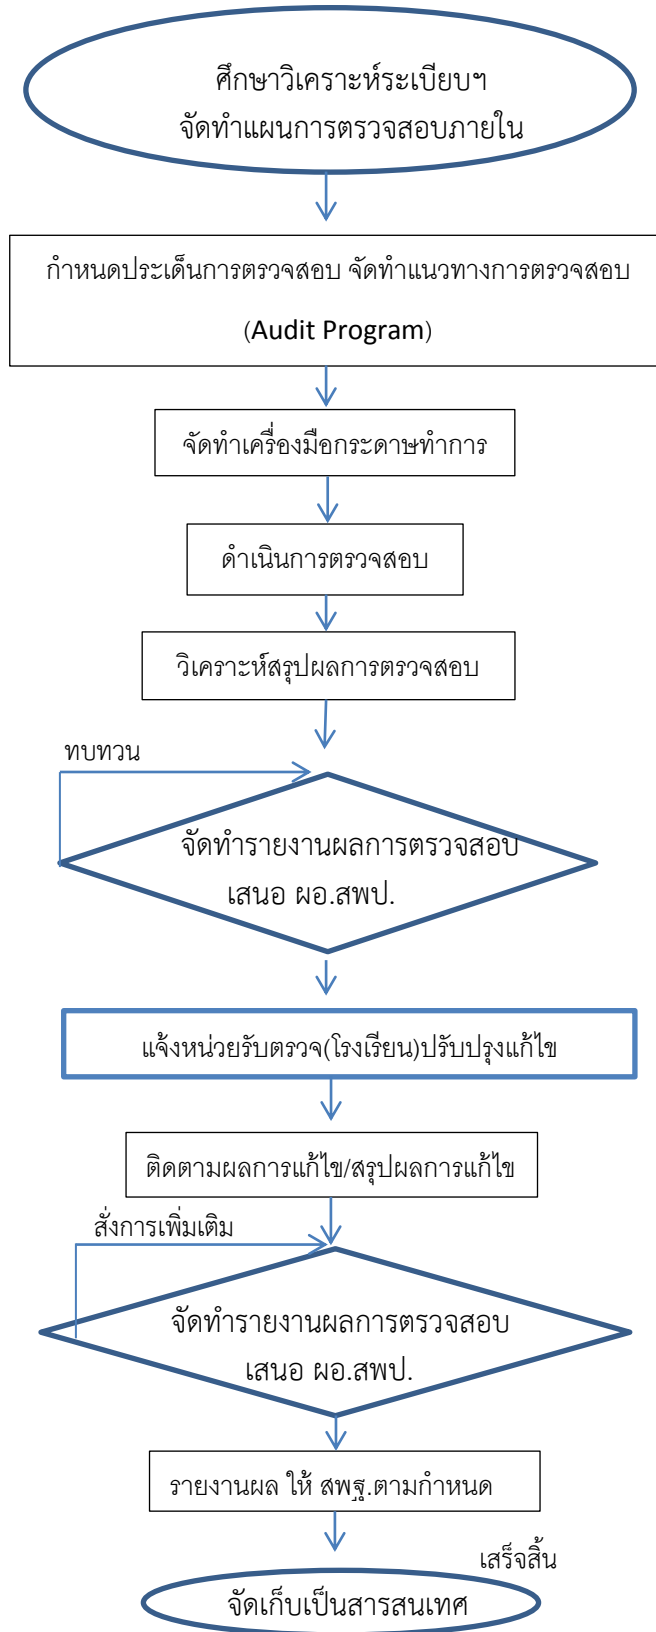 ศึกษาวิเคราะห์ระเบียบฯ
จัดทำแผนการตรวจสอบภายใน
กำหนดประเด็นการตรวจสอบ จัดทำแนวทางการตรวจสอบ
(Audit Program)
จัดทำเครื่องมือกระดาษทำการ
ดำเนินการตรวจสอบ
วิเคราะห์สรุปผลการตรวจสอบ
ทบทวน
จัดทำรายงานผลการตรวจสอบ
เสนอ ผอ.สพป.
แจ้งหน่วยรับตรวจ(โรงเรียน)ปรับปรุงแก้ไข
ติดตามผลการแก้ไข/สรุปผลการแก้ไข
สั่งการเพิ่มเติม
จัดทำรายงานผลการตรวจสอบ
เสนอ ผอ.สพป.
รายงานผล ให้ สพฐ.ตามกำหนด
เสร็จสิ้น
จัดเก็บเป็นสารสนเทศ